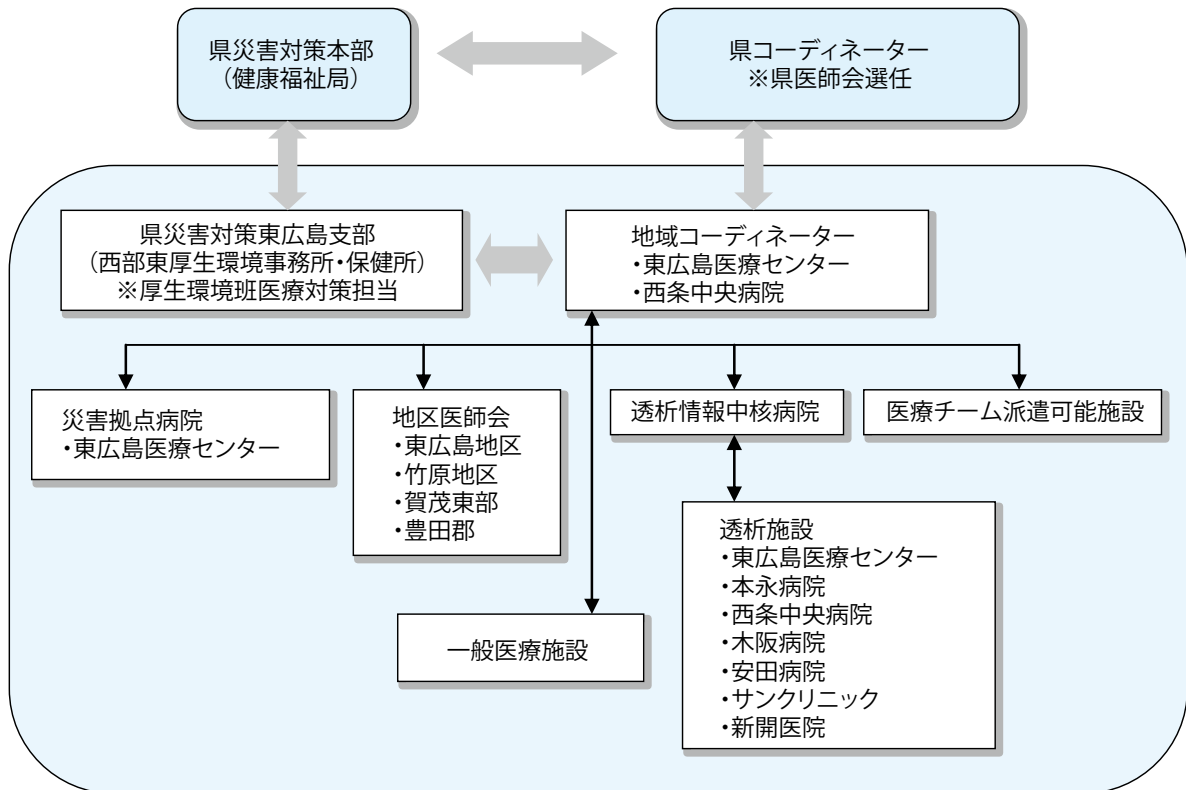 県災害対策本部
(健康福祉局)
県コーディネーター
※県医師会選任
県災害対策東広島支部
(西部東厚生環境事務所・保健所)
※厚生環境班医療対策担当
地域コーディネーター
・東広島医療センター
・西条中央病院
災害拠点病院
・東広島医療センター
地区医師会
・東広島地区
・竹原地区
・賀茂東部
・豊田郡
透析情報中核病院
医療チーム派遣可能施設
透析施設
・東広島医療センター
・本永病院
・西条中央病院
・木阪病院
・安田病院
・サンクリニック
・新開医院
一般医療施設